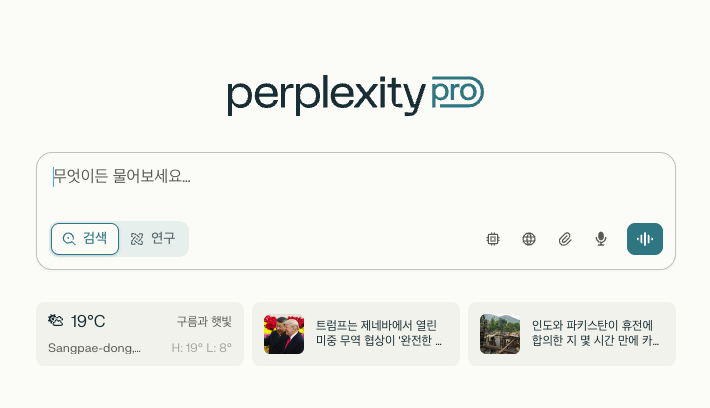 perplexity pro
무엇이든 물어보세요...
검색 연구
19°C 구름과 햇빛
Sangpae-dong,... H: 19° L: 8°
트럼프는 제네바에서 열린
미중 무역 협상이 '완전한 ...
인도와 파키스탄이 휴전에
합의한 지 몇 시간 만에 카...